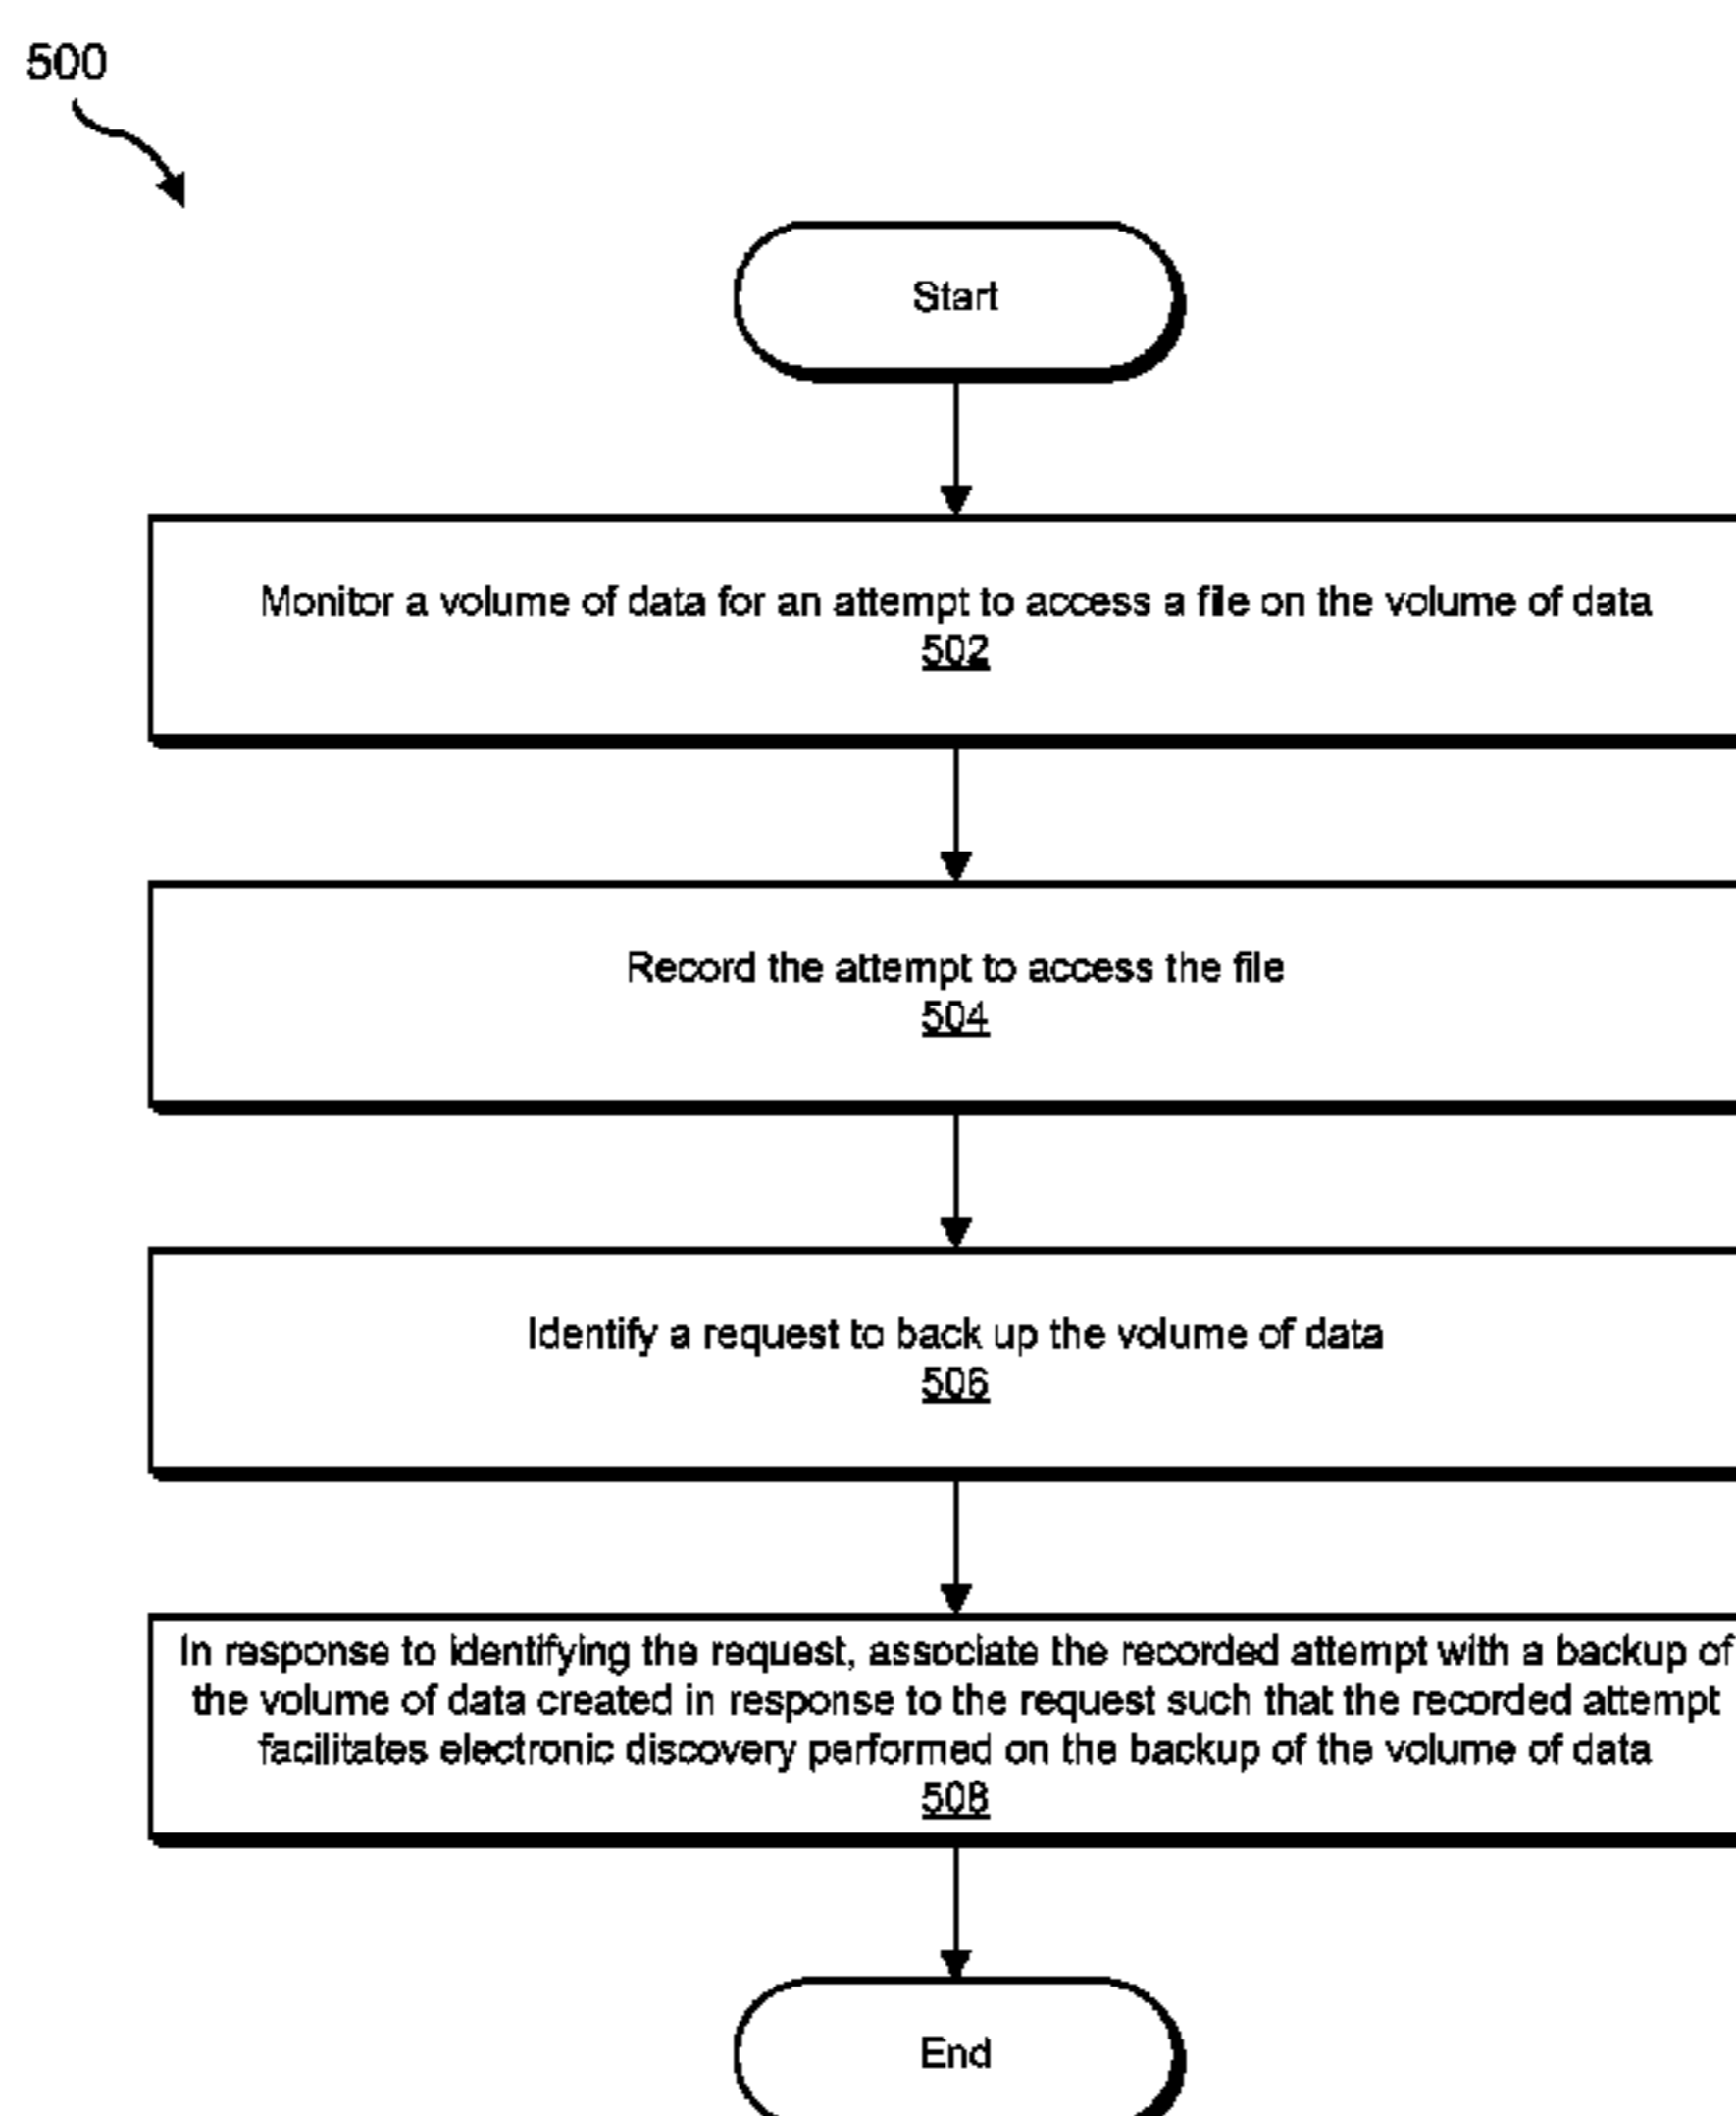 500
Start
Monitor a volume of data for an attempt to access a file on the volume of data
502
Record the attempt to access the file
504
Identify a request to back up the volume of data
506
In response to identifying the request, associate the recorded attempt with a backup of
the volume of data created in response to the request such that the recorded attempt
facilitates electronic discovery performed on the backup of the volume of data
508
End